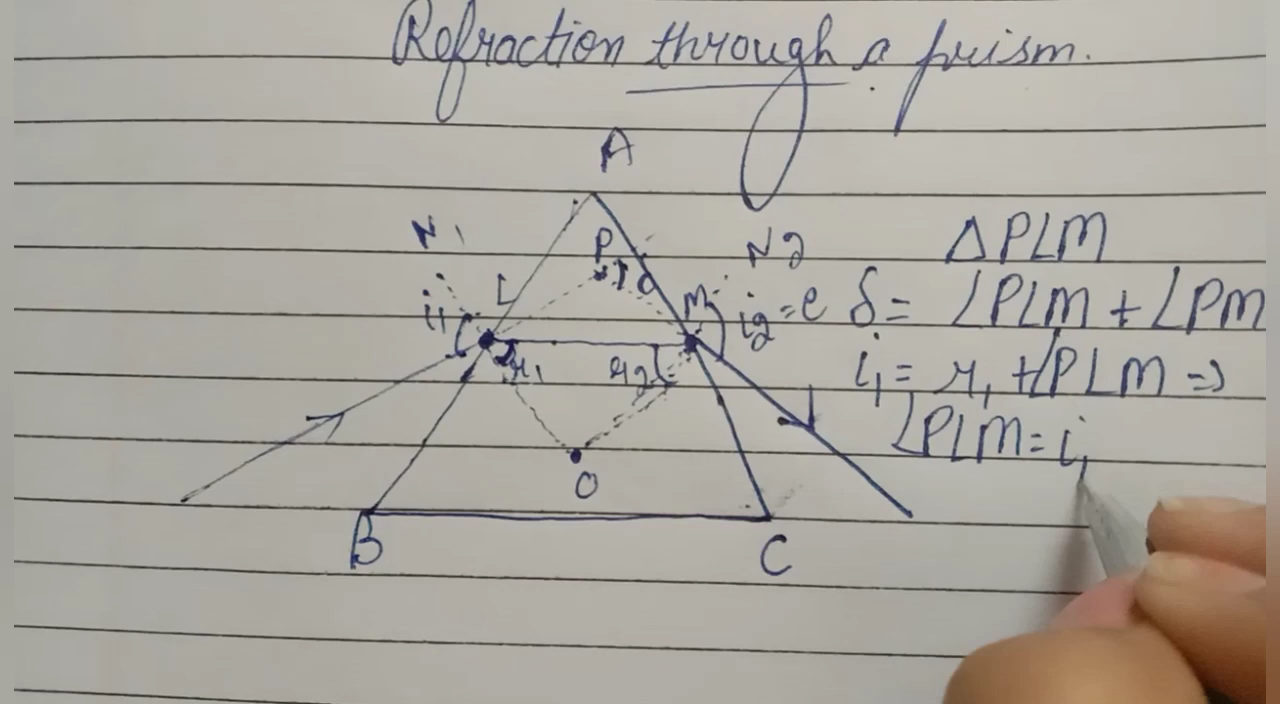 Refraction through a prism.
A
N1
P
N2
ΔPLM
L
δ
M
i1
i2=e
δ= ∠PLM + ∠PM
r1
r2
i1= r1 + ∠PLM =>
∠PLM= i1
O
B
C